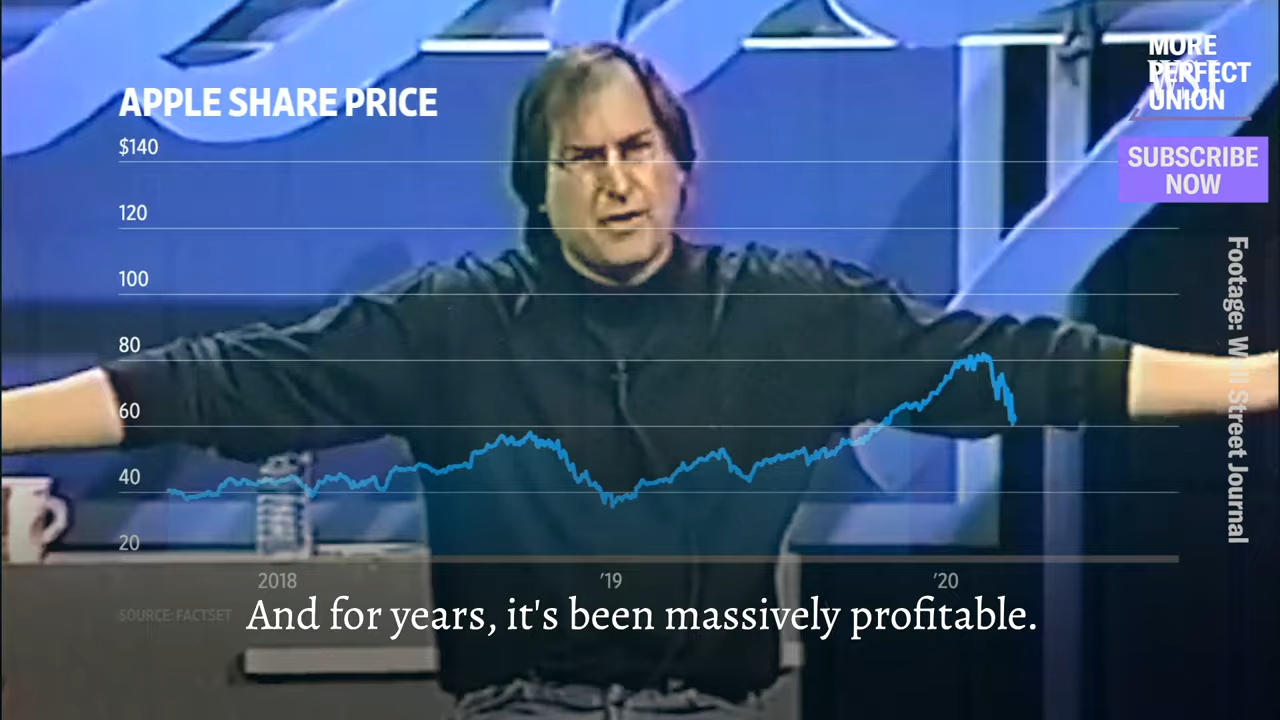 APPLE SHARE PRICE
$140
120
100
80
60
40
20
2018
'19
'20
SOURCE: FACTSET
And for years, it's been massively profitable.
MORE
PERFECT
UNION
WSJ
SUBSCRIBE
NOW
Footage: Wall Street Journal